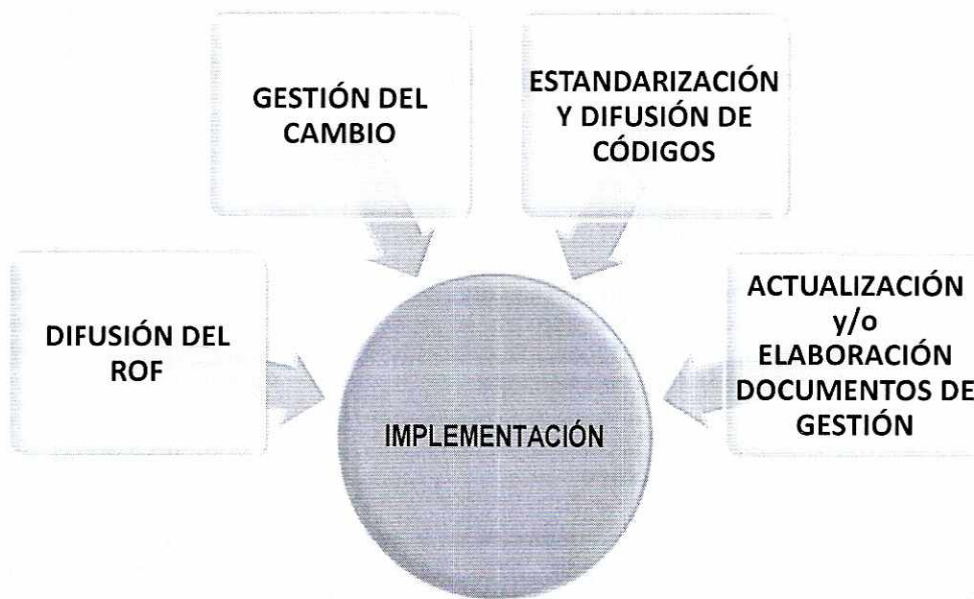 GESTIÓN DEL
CAMBIO
ESTANDARIZACIÓN
Y DIFUSIÓN DE
CÓDIGOS
DIFUSIÓN DEL
ROF
ACTUALIZACIÓN
y/o
ELABORACIÓN
DOCUMENTOS DE
GESTIÓN
IMPLEMENTACIÓN